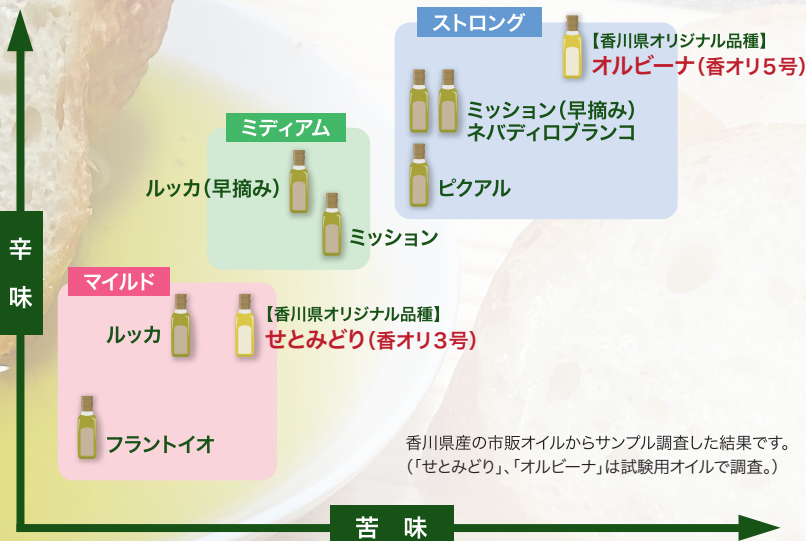 ストロング
【香川県オリジナル品種】
オルビーナ(香オリ5号)
ミッション(早摘み)
ネバディロブランコ
ピクアル
ミディアム
ルッカ(早摘み)
ミッション
辛味
マイルド
ルッカ
【香川県オリジナル品種】
せとみどり(香オリ3号)
フラントイオ
香川県産の市販オイルからサンプル調査した結果です。
(「せとみどり」、「オルビーナ」は試験用オイルで調査。)
苦味